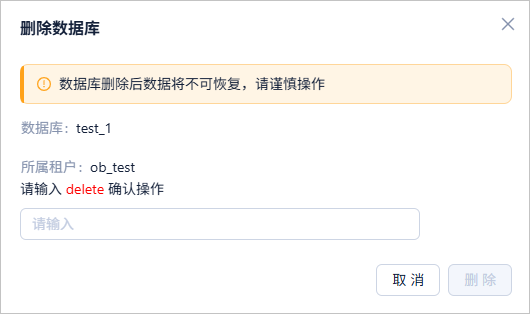 删除数据库
数据库删除后数据将不可恢复，请谨慎操作
数据库：test_1
所属租户：ob_test
请输入 delete 确认操作
请输入
取 消
删 除